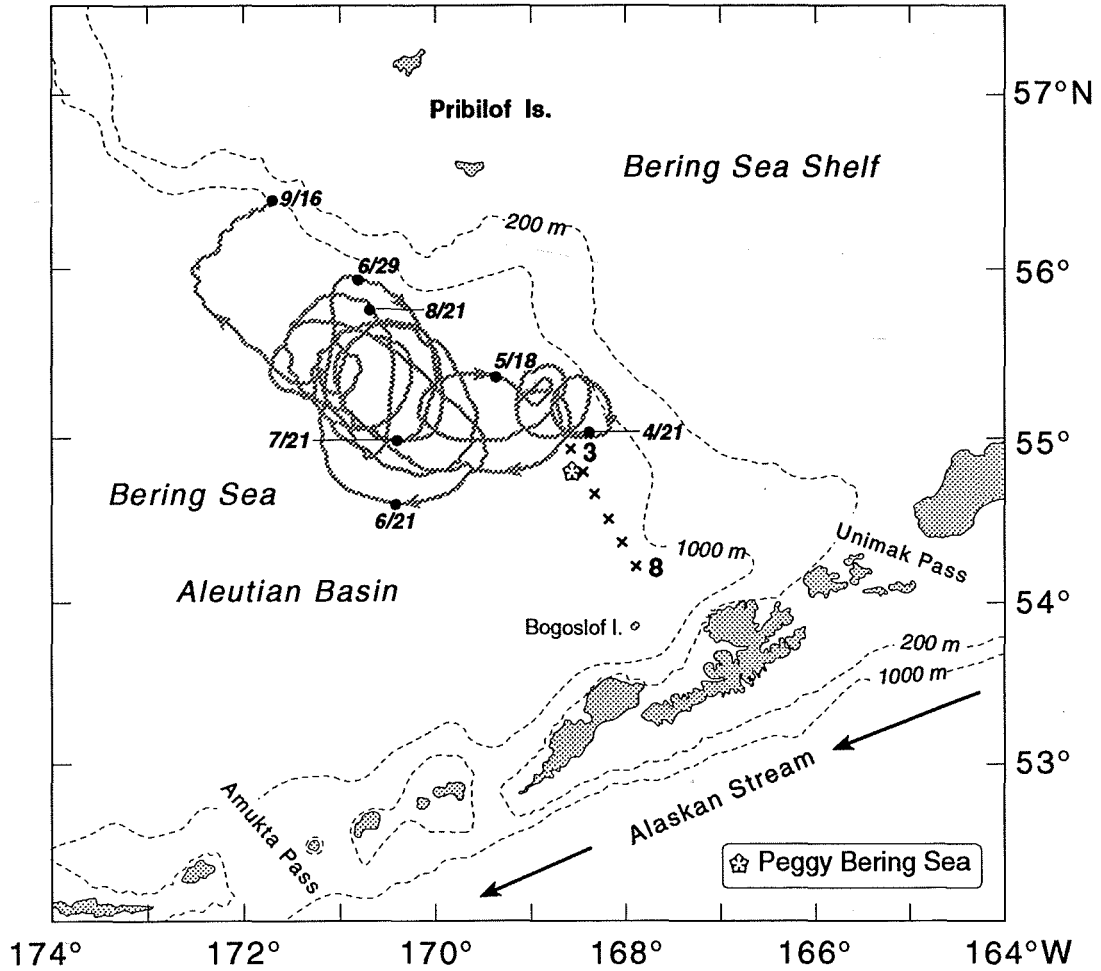 57°N
Pribilof Is.
Bering Sea Shelf
9/16
200 m
6/29
56°
8/21
5/18
7/21
4/21
55°
3
Bering Sea
6/21
Unimak Pass
1000 m
8
Aleutian Basin
54°
Bogoslof I.
200 m
1000 m
53°
Amukta Pass
Alaskan Stream
Peggy Bering Sea
174°
172°
170°
168°
166°
164°W